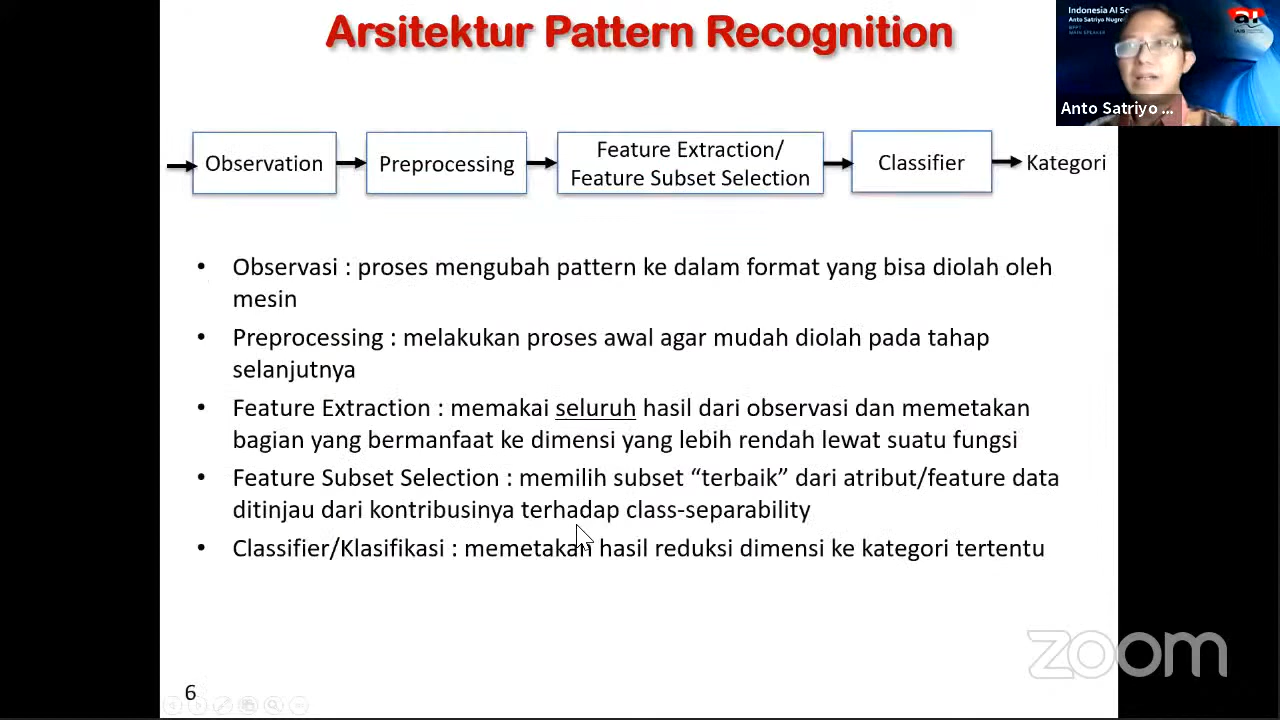 Arsitektur Pattern Recognition
Indonesia AI So
Anto Satriyo Nugro
MAIN SPEAKER
Anto Satriyo ...
Observation
Preprocessing
Feature Extraction/
Feature Subset Selection
Classifier
Kategori
• Observasi : proses mengubah pattern ke dalam format yang bisa diolah oleh
mesin
• Preprocessing : melakukan proses awal agar mudah diolah pada tahap
selanjutnya
• Feature Extraction : memakai seluruh hasil dari observasi dan memetakan
bagian yang bermanfaat ke dimensi yang lebih rendah lewat suatu fungsi
• Feature Subset Selection : memilih subset “terbaik” dari atribut/feature data
ditinjau dari kontribusinya terhadap class-separability
• Classifier/Klasifikasi : memetakan hasil reduksi dimensi ke kategori tertentu
zoom
6